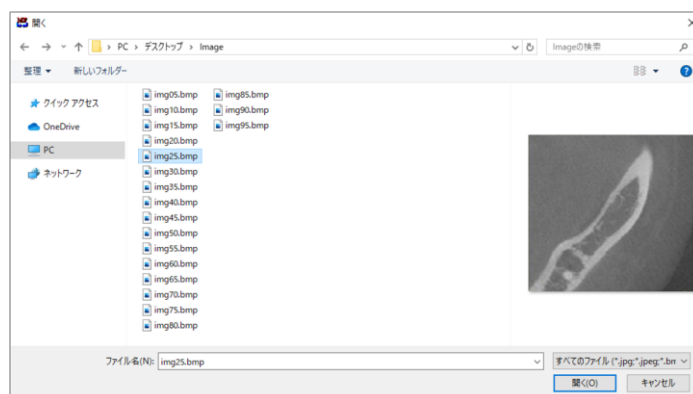 開く
PC › デスクトップ › Image
Imageの検索
整理
新しいフォルダー
クイック アクセス
OneDrive
PC
ネットワーク
img05.bmp
img10.bmp
img15.bmp
img20.bmp
img25.bmp
img30.bmp
img35.bmp
img40.bmp
img45.bmp
img50.bmp
img55.bmp
img60.bmp
img65.bmp
img70.bmp
img75.bmp
img80.bmp
img85.bmp
img90.bmp
img95.bmp
ファイル名(N): img25.bmp
すべてのファイル (*.jpg;*.jpeg;*.bm
開く(O)
キャンセル